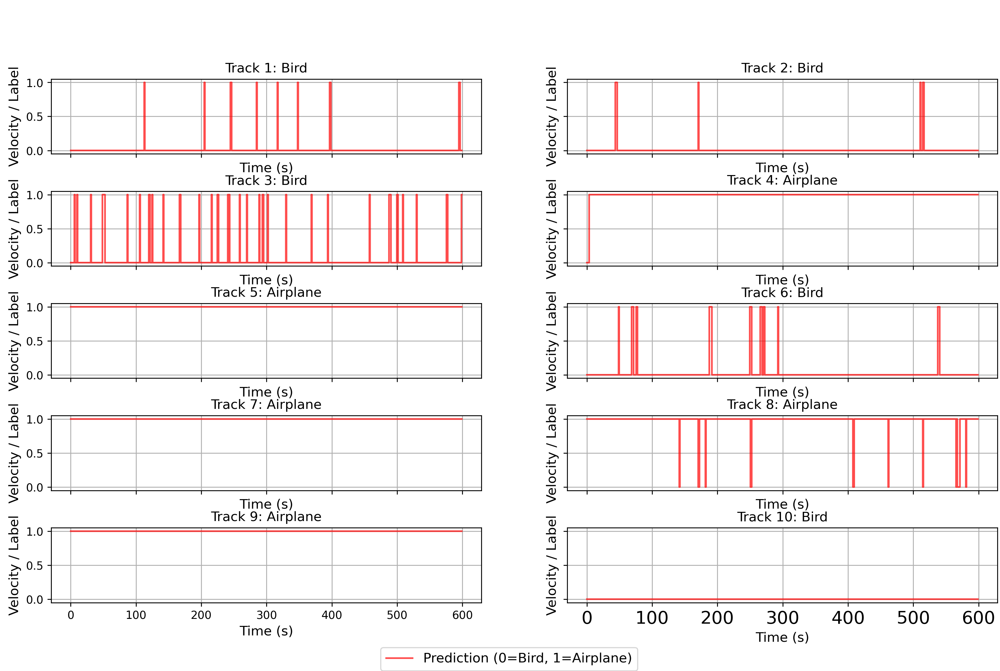 Track 1: Bird
Velocity / Label
1.0
0.5
0.0
Time (s)
Track 2: Bird
Velocity / Label
Time (s)
Track 3: Bird
Velocity / Label
1.0
0.5
0.0
Time (s)
Track 4: Airplane
Velocity / Label
Time (s)
Track 5: Airplane
Velocity / Label
1.0
0.5
0.0
Time (s)
Track 6: Bird
Velocity / Label
Time (s)
Track 7: Airplane
Velocity / Label
1.0
0.5
0.0
Time (s)
Track 8: Airplane
Velocity / Label
Time (s)
Track 9: Airplane
Velocity / Label
1.0
0.5
0.0
0 100 200 300 400 500 600
Time (s)
Track 10: Bird
Velocity / Label
0 100 200 300 400 500 600
Time (s)
Prediction (0=Bird, 1=Airplane)